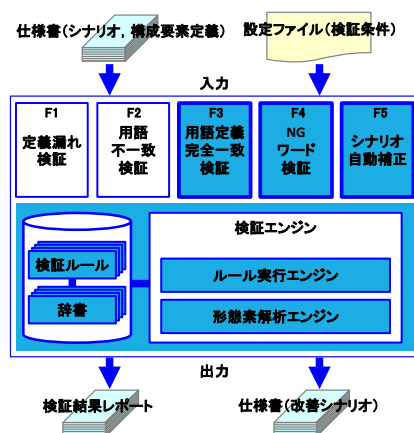 仕様書(シナリオ,構成要素定義)
設定ファイル(検証条件)
入力
F1
定義漏れ
検証
F2
用語
不一致
検証
F3
用語定義
完全一致
検証
F4
NG
ワード
検証
F5
シナリオ
自動補正
検証ルール
辞書
検証エンジン
ルール実行エンジン
形態素解析エンジン
出力
検証結果レポート
仕様書(改善シナリオ)